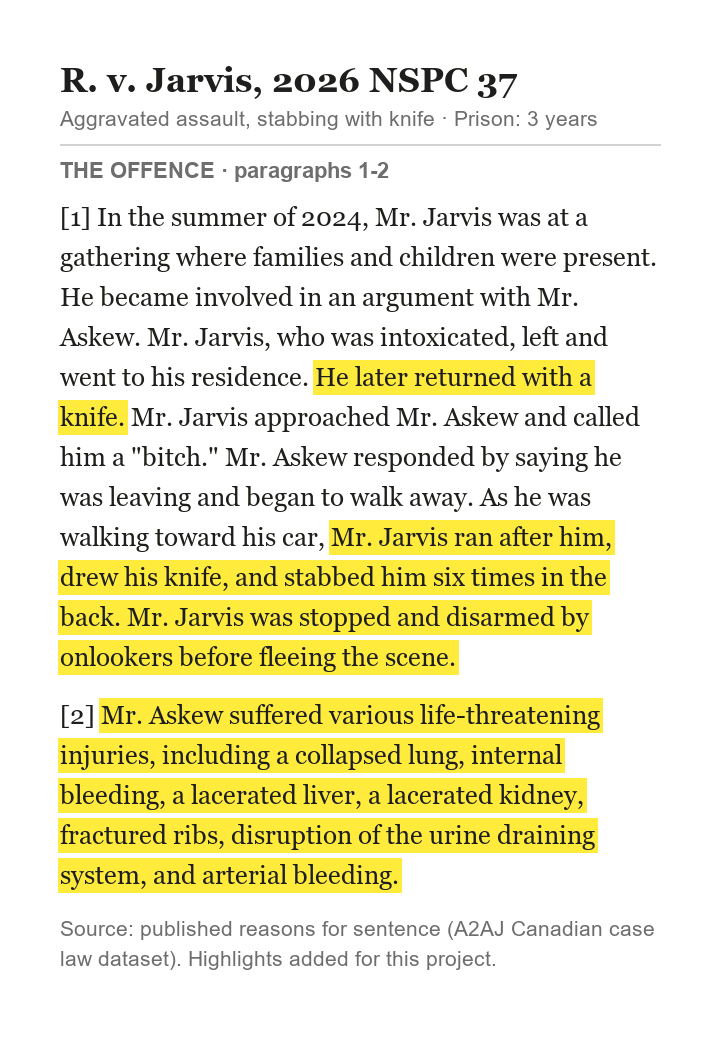 R. v. Jarvis, 2026 NSPC 37
Aggravated assault, stabbing with knife · Prison: 3 years
THE OFFENCE · paragraphs 1-2
[1] In the summer of 2024, Mr. Jarvis was at a
gathering where families and children were present.
He became involved in an argument with Mr.
Askew. Mr. Jarvis, who was intoxicated, left and
went to his residence. He later returned with a
knife. Mr. Jarvis approached Mr. Askew and called
him a "bitch." Mr. Askew responded by saying he
was leaving and began to walk away. As he was
walking toward his car, Mr. Jarvis ran after him,
drew his knife, and stabbed him six times in the
back. Mr. Jarvis was stopped and disarmed by
onlookers before fleeing the scene.
[2] Mr. Askew suffered various life-threatening
injuries, including a collapsed lung, internal
bleeding, a lacerated liver, a lacerated kidney,
fractured ribs, disruption of the urine draining
system, and arterial bleeding.
Source: published reasons for sentence (A2AJ Canadian case
law dataset). Highlights added for this project.